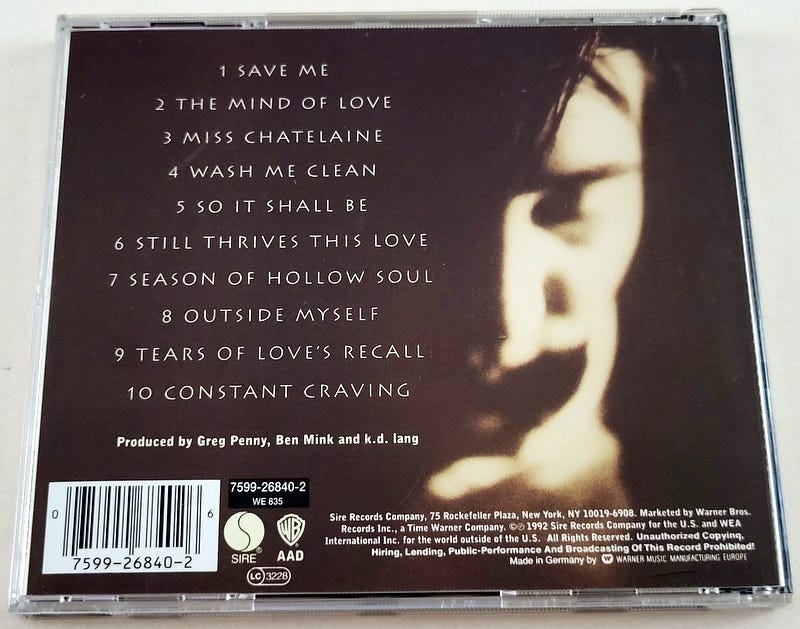 1 SAVE ME
2 THE MIND OF LOVE
3 MISS CHATELAINE
4 WASH ME CLEAN
5 SO IT SHALL BE
6 STILL THRIVES THIS LOVE
7 SEASON OF HOLLOW SOUL
8 OUTSIDE MYSELF
9 TEARS OF LOVE'S RECALL
10 CONSTANT CRAVING
Produced by Greg Penny, Ben Mink and k.d. lang
0 6
7599-26840-2
7599-26840-2
WE 835
SIRE®
WB
AAD
LC 3228
Sire Records Company, 75 Rockefeller Plaza, New York, NY 10019-6908. Marketed by Warner Bros.
Records Inc., a Time Warner Company. ©℗ 1992 Sire Records Company for the U.S. and WEA
International Inc. for the world outside of the U.S. All Rights Reserved. Unauthorized Copying,
Hiring, Lending, Public-Performance And Broadcasting Of This Record Prohibited!
Made in Germany by WARNER MUSIC MANUFACTURING EUROPE